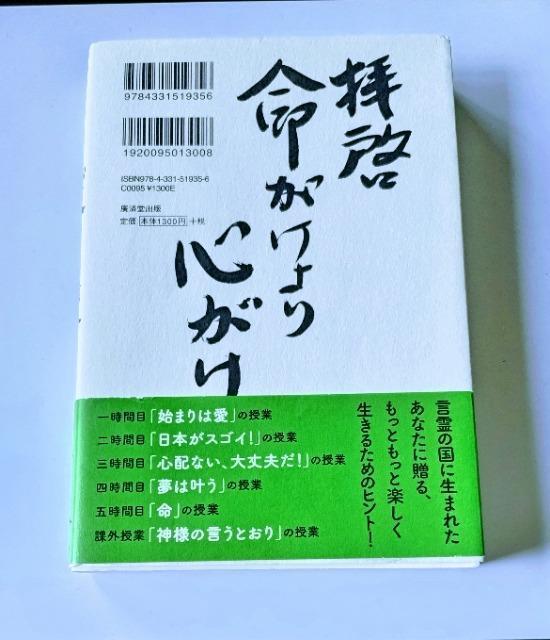 拝啓
命がけより
心がけ
9784331519356
1920095013008
ISBN978-4-331-51935-6
C0095 ¥1300E
廣済堂出版
定価 本体1300円 +税
言霊の国に生まれた
あなたに贈る、
もっともっと楽しく
生きるためのヒント!
一時間目「始まりは愛」の授業
二時間目「日本がスゴイ!」の授業
三時間目「心配ない、大丈夫だ!」の授業
四時間目「夢は叶う」の授業
五時間目「命」の授業
課外授業「神様の言うとおり」の授業